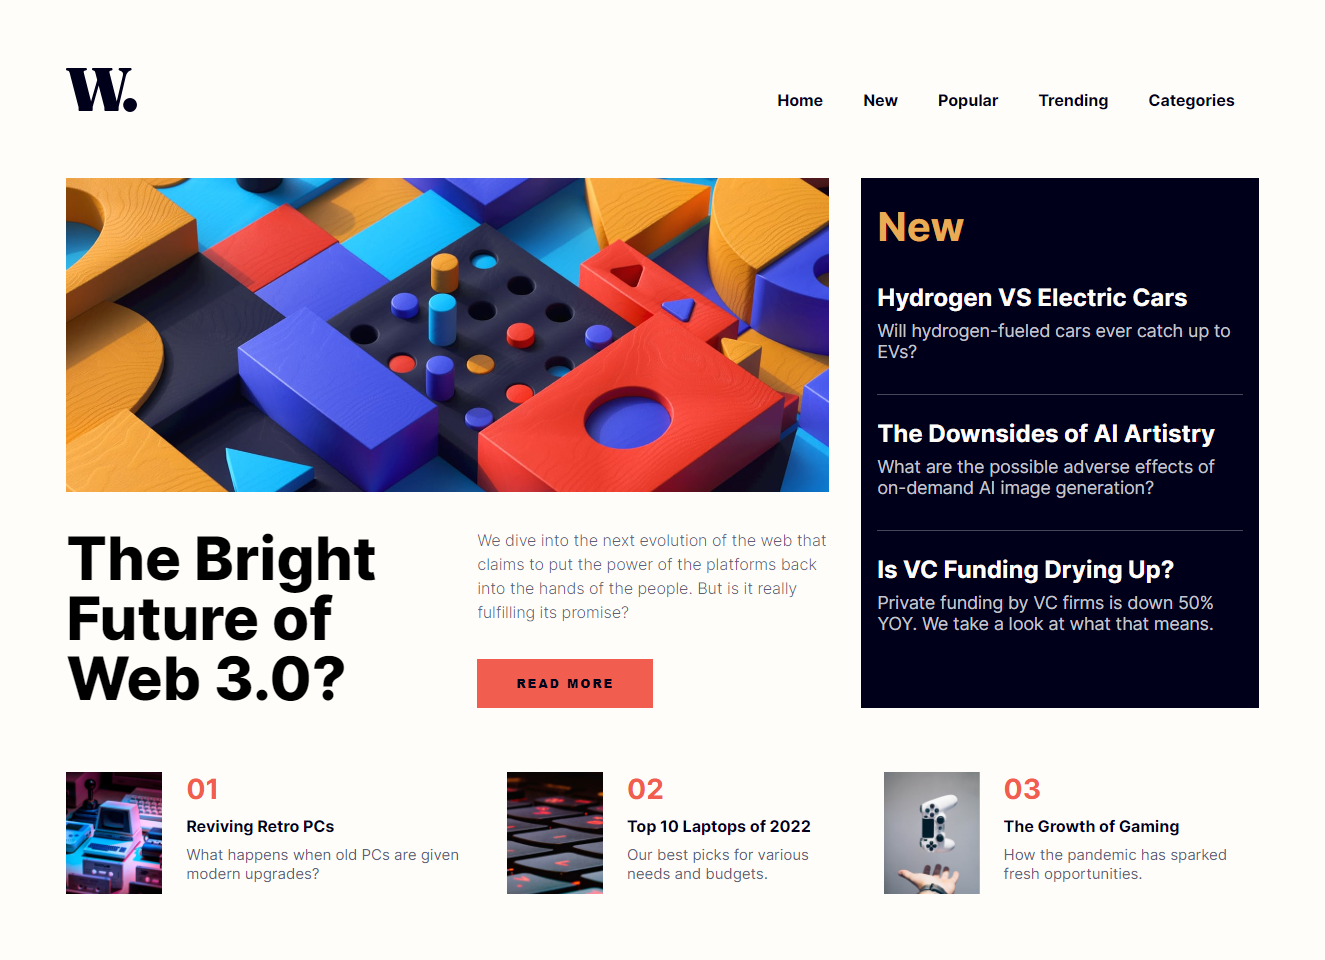 W.
Home New Popular Trending Categories
The Bright
Future of
Web 3.0?
We dive into the next evolution of the web that
claims to put the power of the platforms back
into the hands of the people. But is it really
fulfilling its promise?
READ MORE
New
Hydrogen VS Electric Cars
Will hydrogen-fueled cars ever catch up to
EVs?
The Downsides of AI Artistry
What are the possible adverse effects of
on-demand AI image generation?
Is VC Funding Drying Up?
Private funding by VC firms is down 50%
YOY. We take a look at what that means.
01
Reviving Retro PCs
What happens when old PCs are given
modern upgrades?
02
Top 10 Laptops of 2022
Our best picks for various
needs and budgets.
03
The Growth of Gaming
How the pandemic has sparked
fresh opportunities.